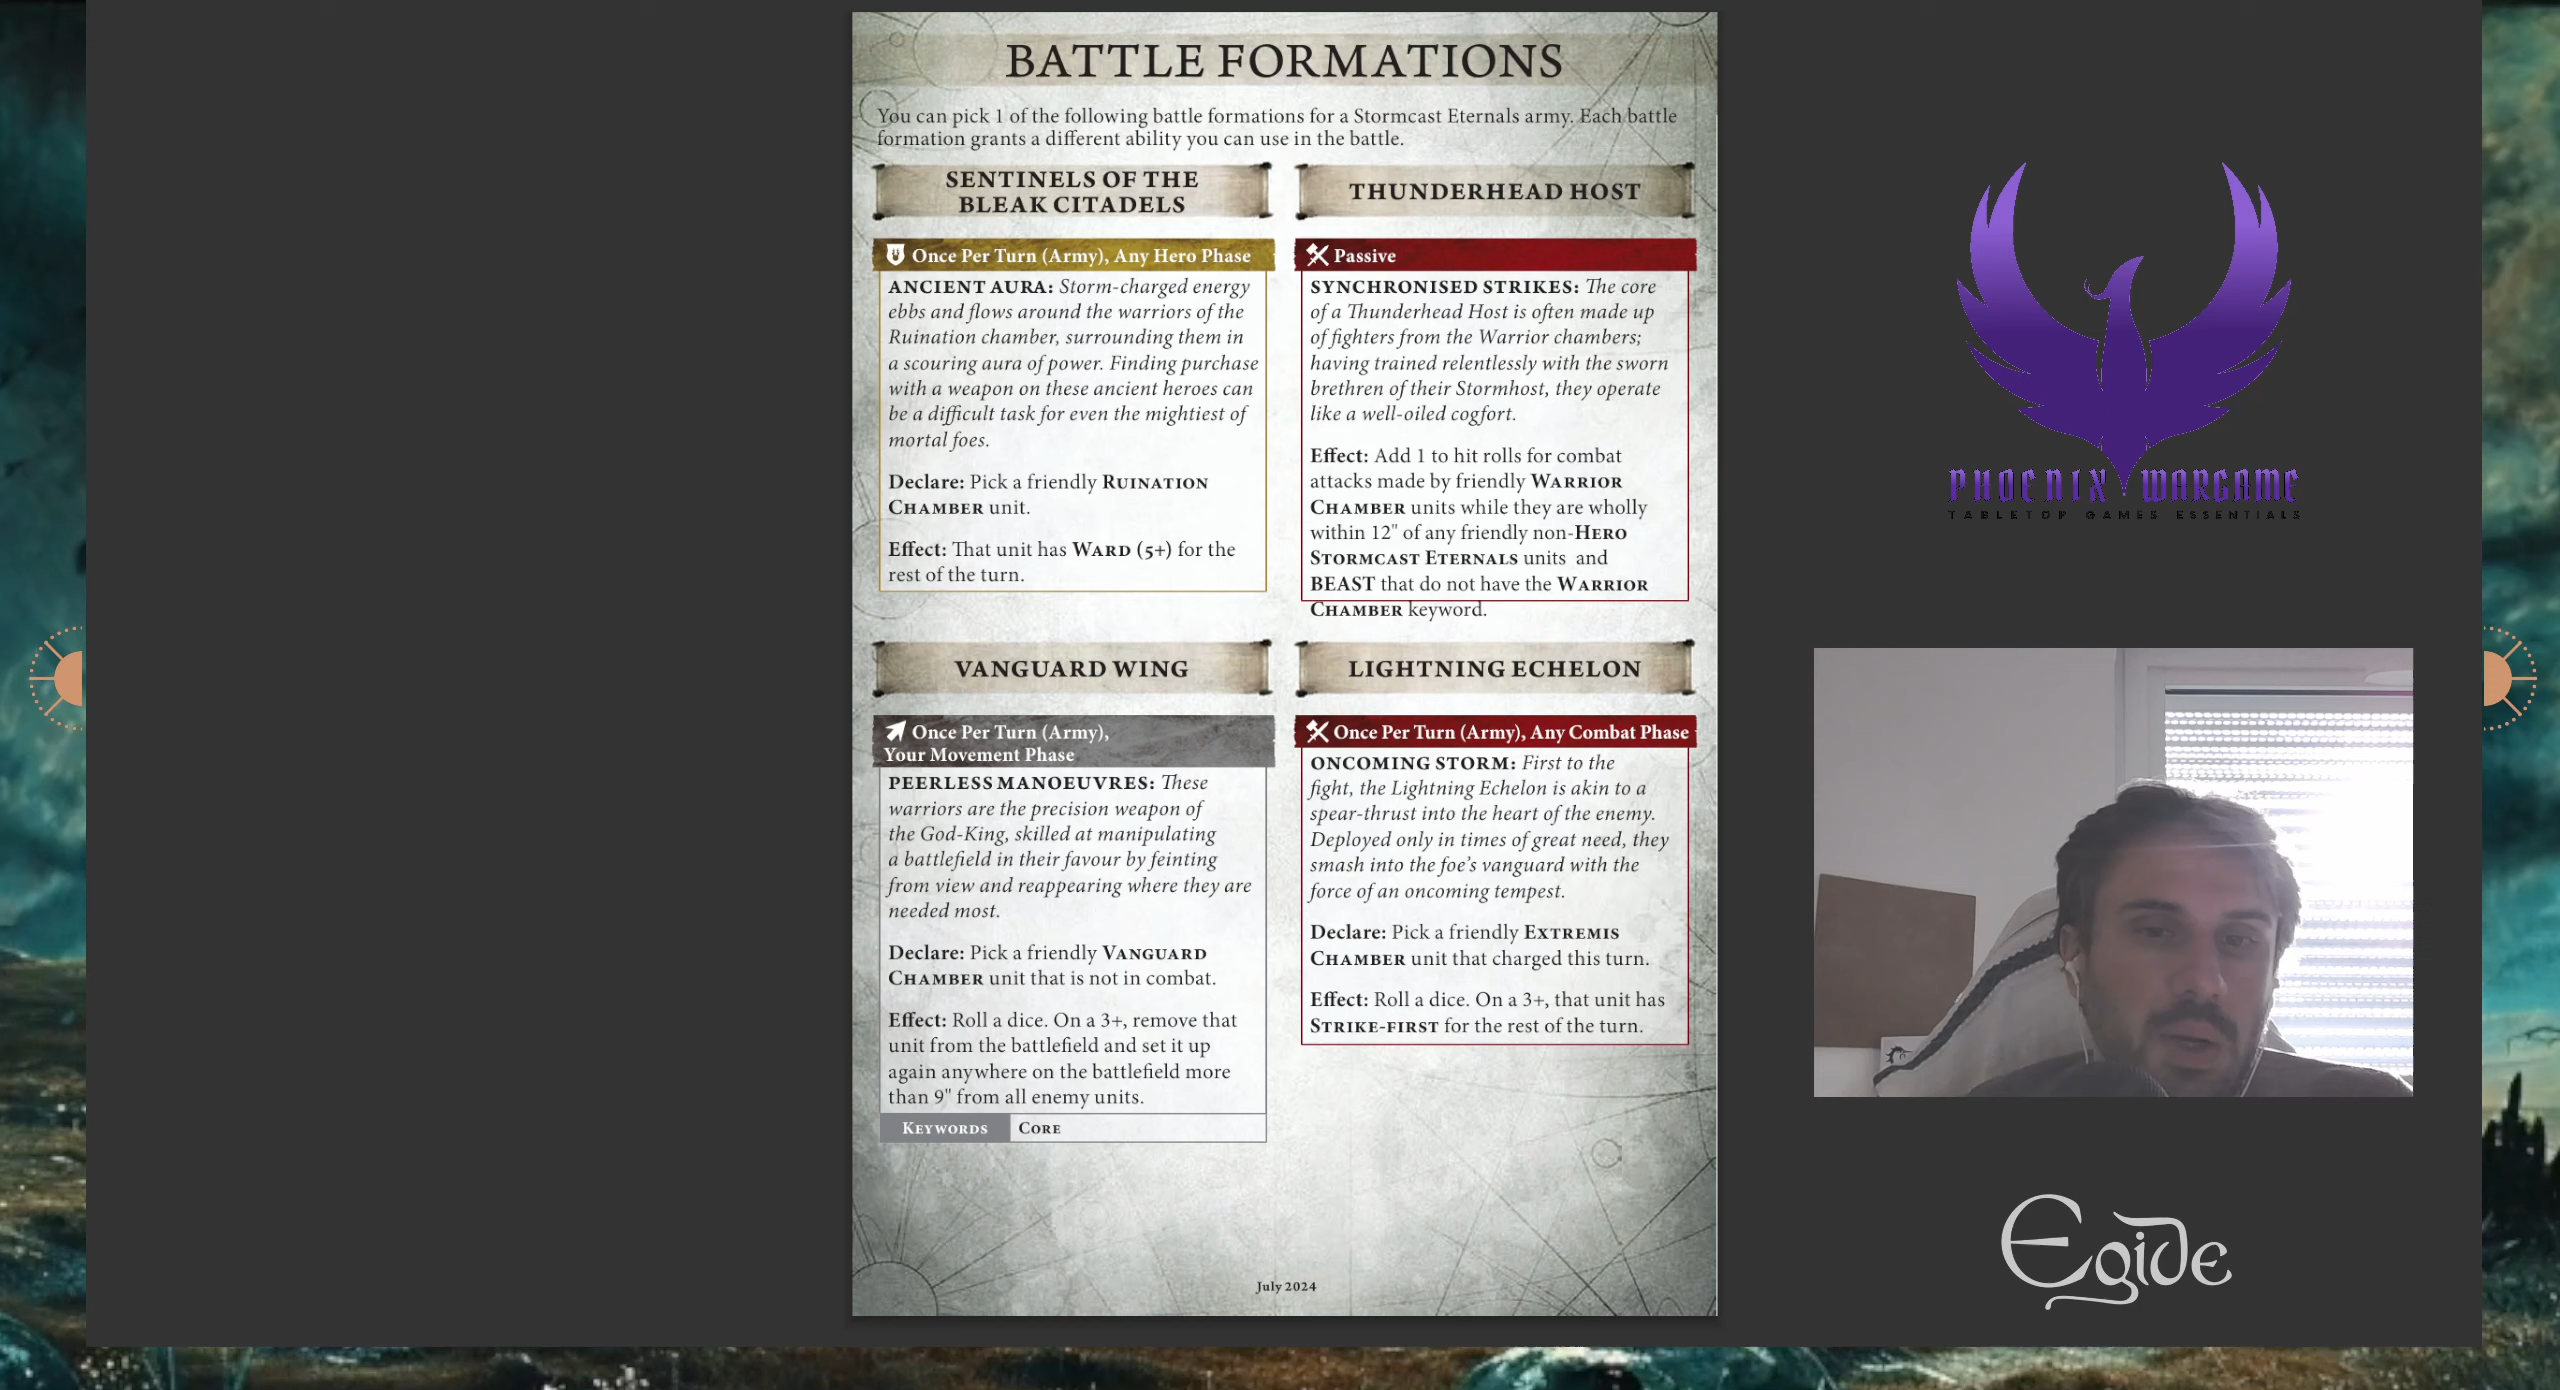 BATTLE FORMATIONS
You can pick 1 of the following battle formations for a Stormcast Eternals army. Each battle
formation grants a different ability you can use in the battle.
SENTINELS OF THE
BLEAK CITADELS
Once Per Turn (Army), Any Hero Phase
ANCIENT AURA: Storm-charged energy
ebbs and flows around the warriors of the
Ruination chamber, surrounding them in
a scouring aura of power. Finding purchase
with a weapon on these ancient heroes can
be a difficult task for even the mightiest of
mortal foes.
Declare: Pick a friendly RUINATION
CHAMBER unit.
Effect: That unit has WARD (5+) for the
rest of the turn.
THUNDERHEAD HOST
Passive
SYNCHRONISED STRIKES: The core
of a Thunderhead Host is often made up
of fighters from the Warrior chambers;
having trained relentlessly with the sworn
brethren of their Stormhost, they operate
like a well-oiled cogfort.
Effect: Add 1 to hit rolls for combat
attacks made by friendly WARRIOR
CHAMBER units while they are wholly
within 12" of any friendly non-HERO
STORMCAST ETERNALS units and
BEAST that do not have the WARRIOR
CHAMBER keyword.
VANGUARD WING
Once Per Turn (Army),
Your Movement Phase
PEERLESS MANOEUVRES: These
warriors are the precision weapon of
the God-King, skilled at manipulating
a battlefield in their favour by feinting
from view and reappearing where they are
needed most.
Declare: Pick a friendly VANGUARD
CHAMBER unit that is not in combat.
Effect: Roll a dice. On a 3+, remove that
unit from the battlefield and set it up
again anywhere on the battlefield more
than 9" from all enemy units.
KEYWORDS CORE
LIGHTNING ECHELON
Once Per Turn (Army), Any Combat Phase
ONCOMING STORM: First to the
fight, the Lightning Echelon is akin to a
spear-thrust into the heart of the enemy.
Deployed only in times of great need, they
smash into the foe's vanguard with the
force of an oncoming tempest.
Declare: Pick a friendly EXTREMIS
CHAMBER unit that charged this turn.
Effect: Roll a dice. On a 3+, that unit has
STRIKE-FIRST for the rest of the turn.
July 2024
PHOENIX WARGAME
TABLETOP GAMES ESSENTIALS
Egide